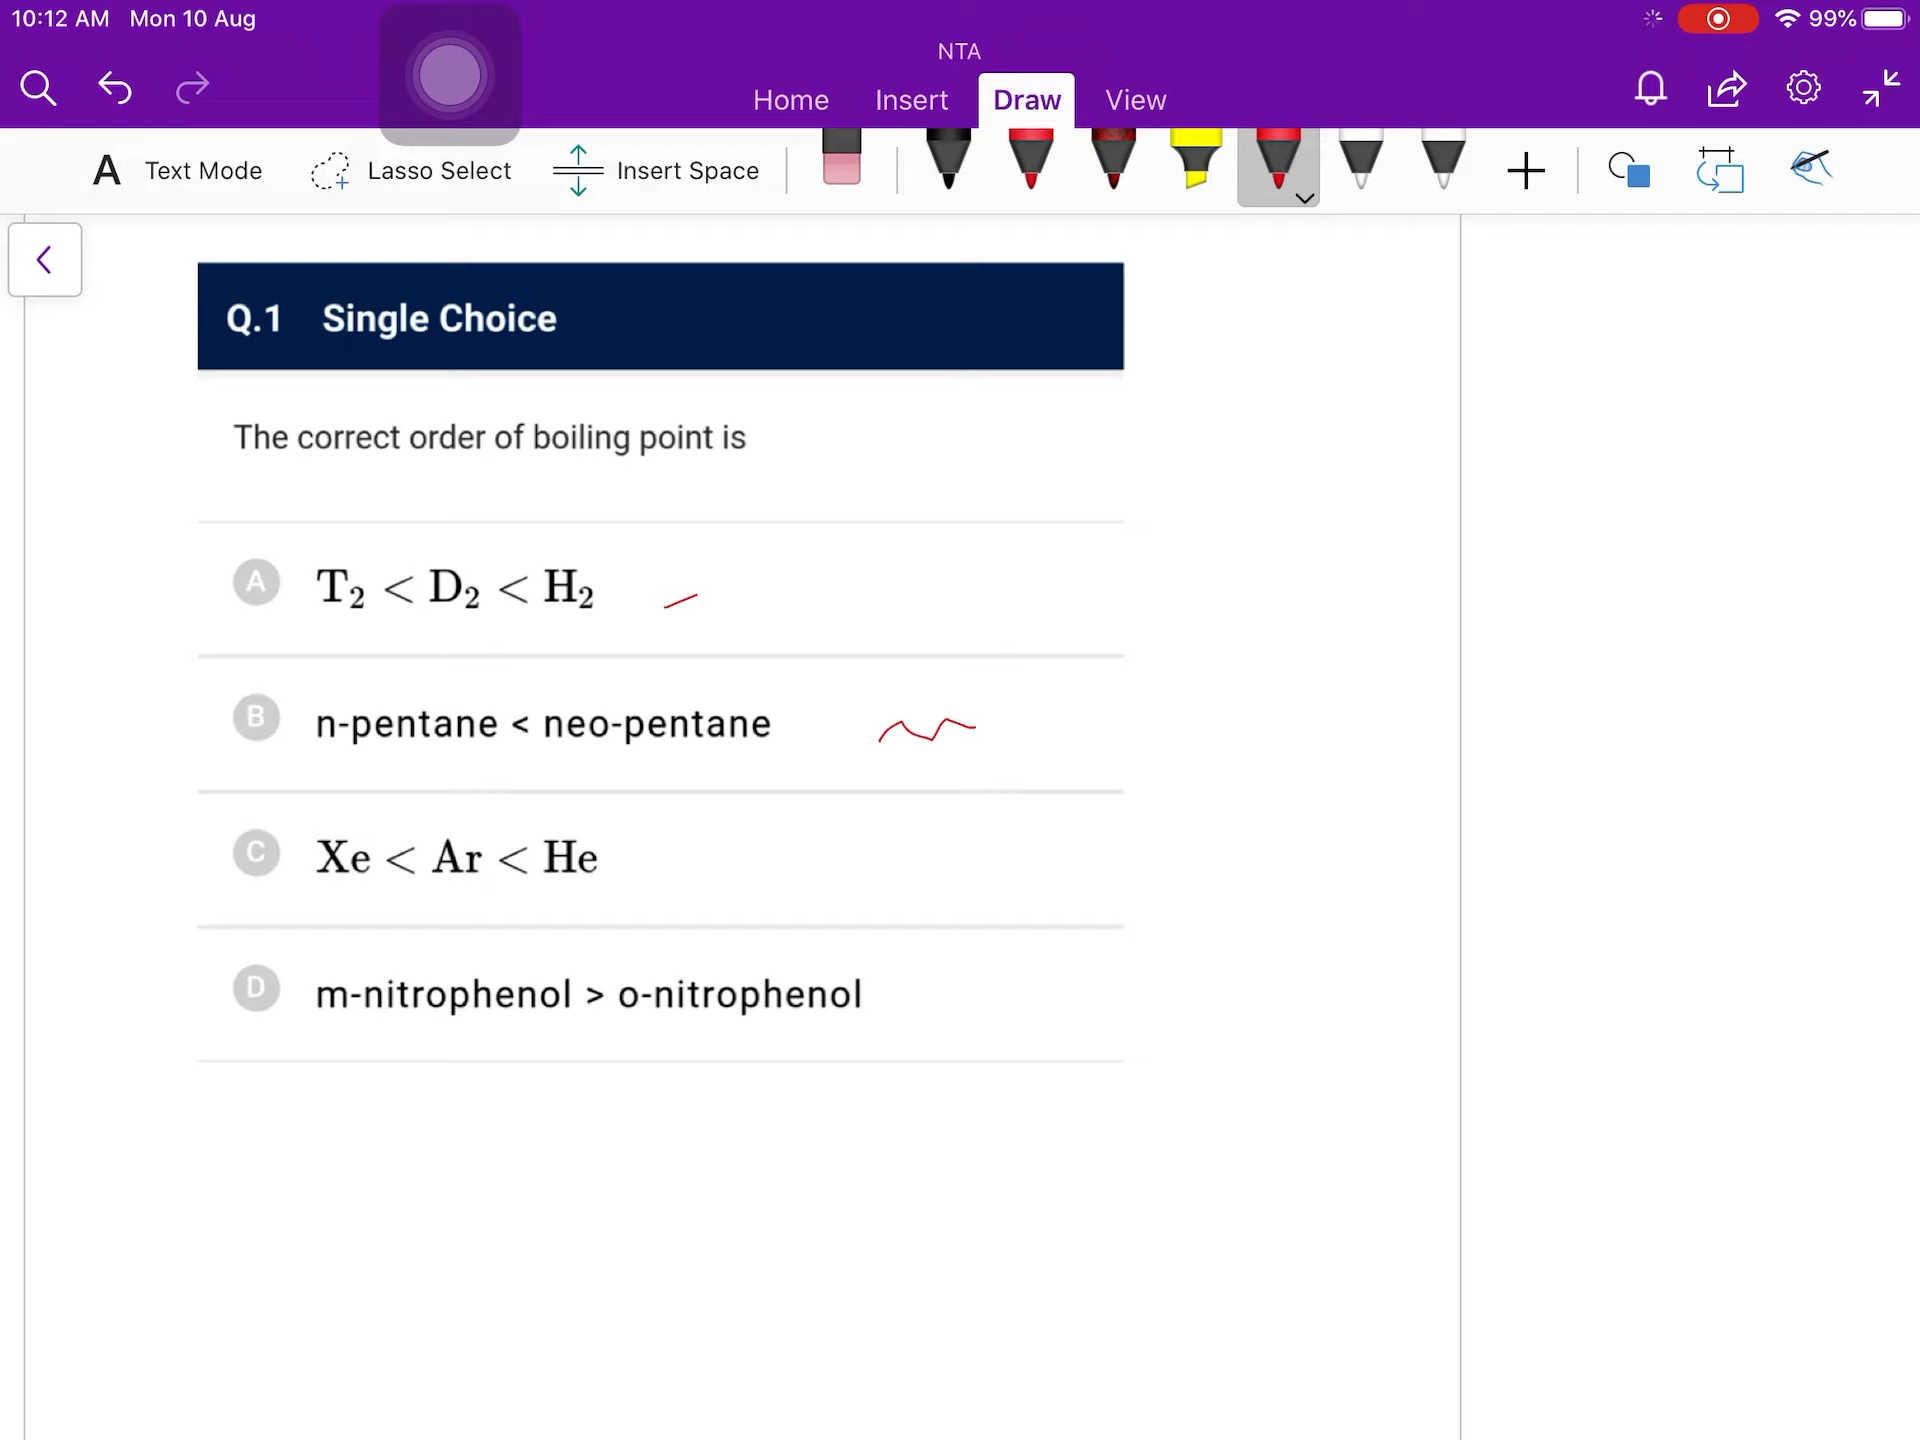 10:12 AM Mon 10 Aug
99%
NTA
Home Insert Draw View
A Text Mode Lasso Select Insert Space
Q.1 Single Choice
The correct order of boiling point is
A T₂ < D₂ < H₂
B n-pentane < neo-pentane
C Xe < Ar < He
D m-nitrophenol > o-nitrophenol